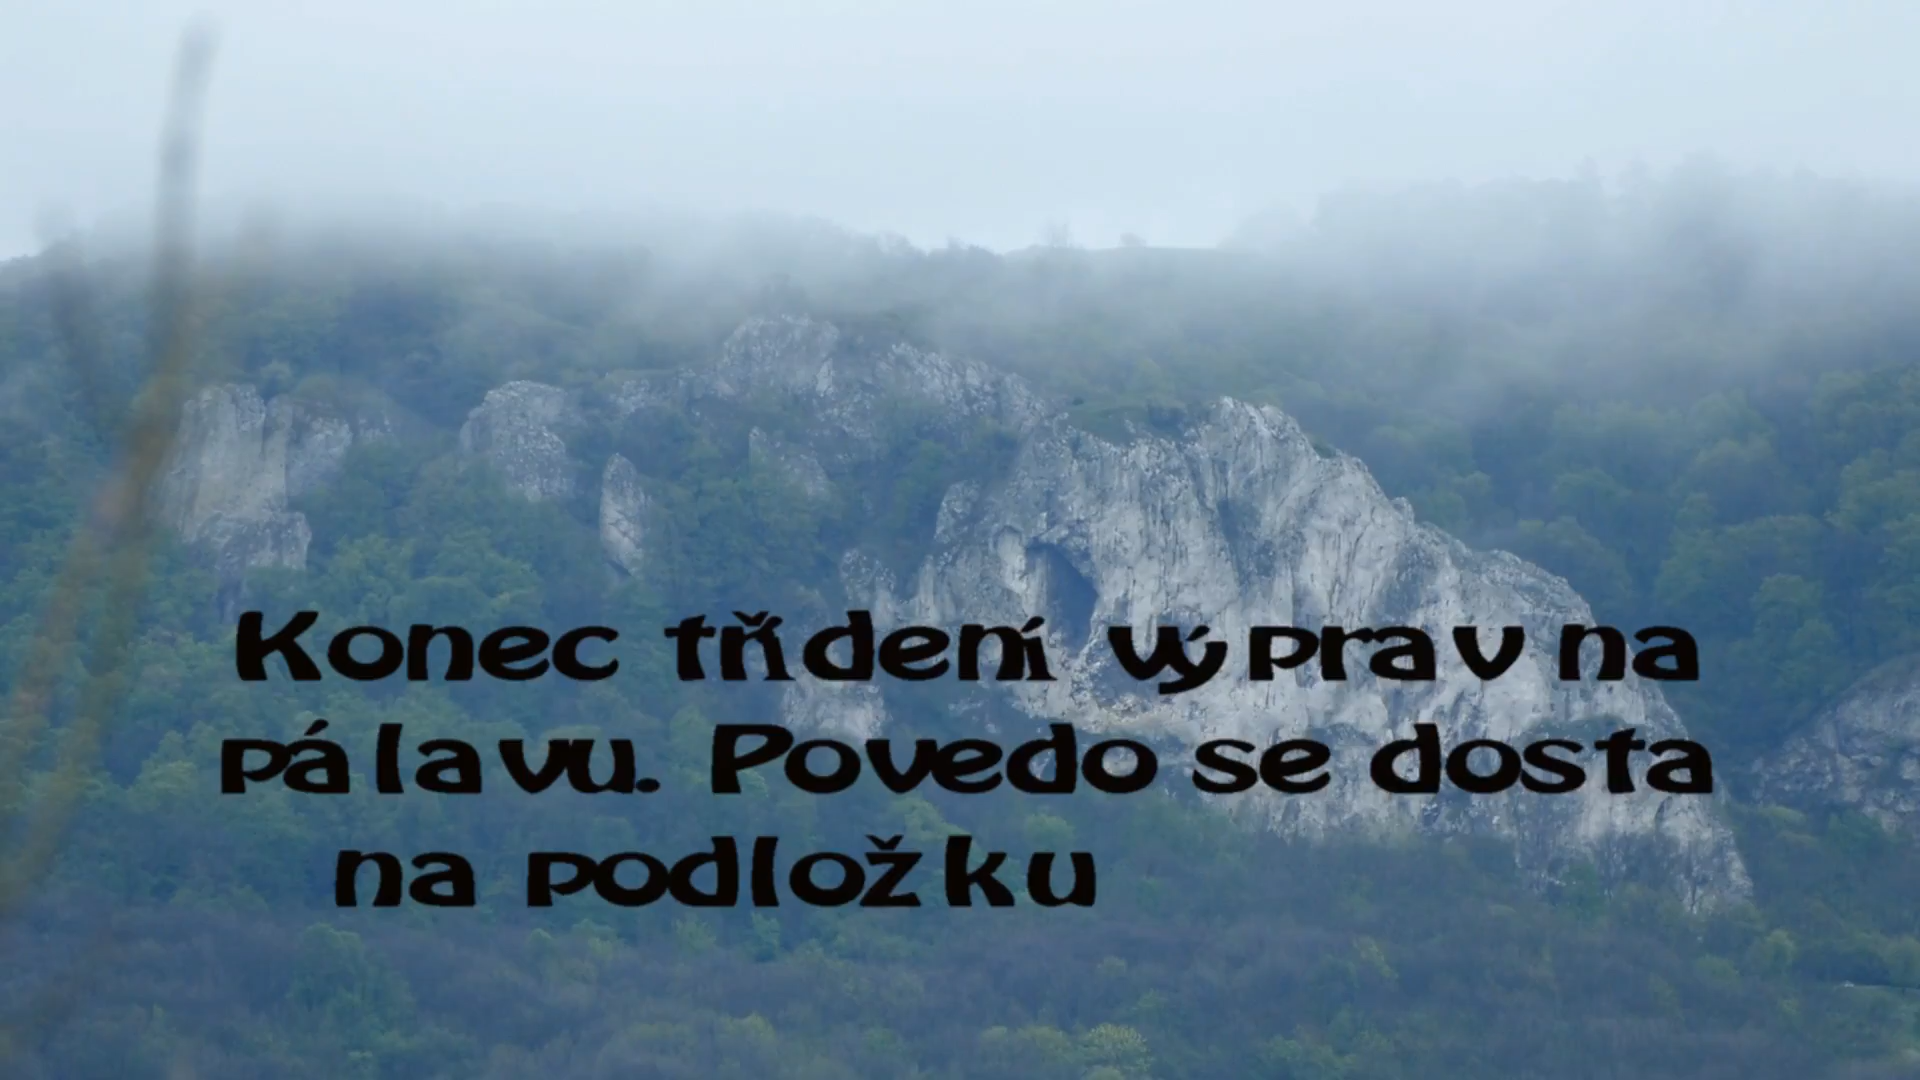 Konec třdení výprav na
pálavu. Povedo se dosta
na podložku